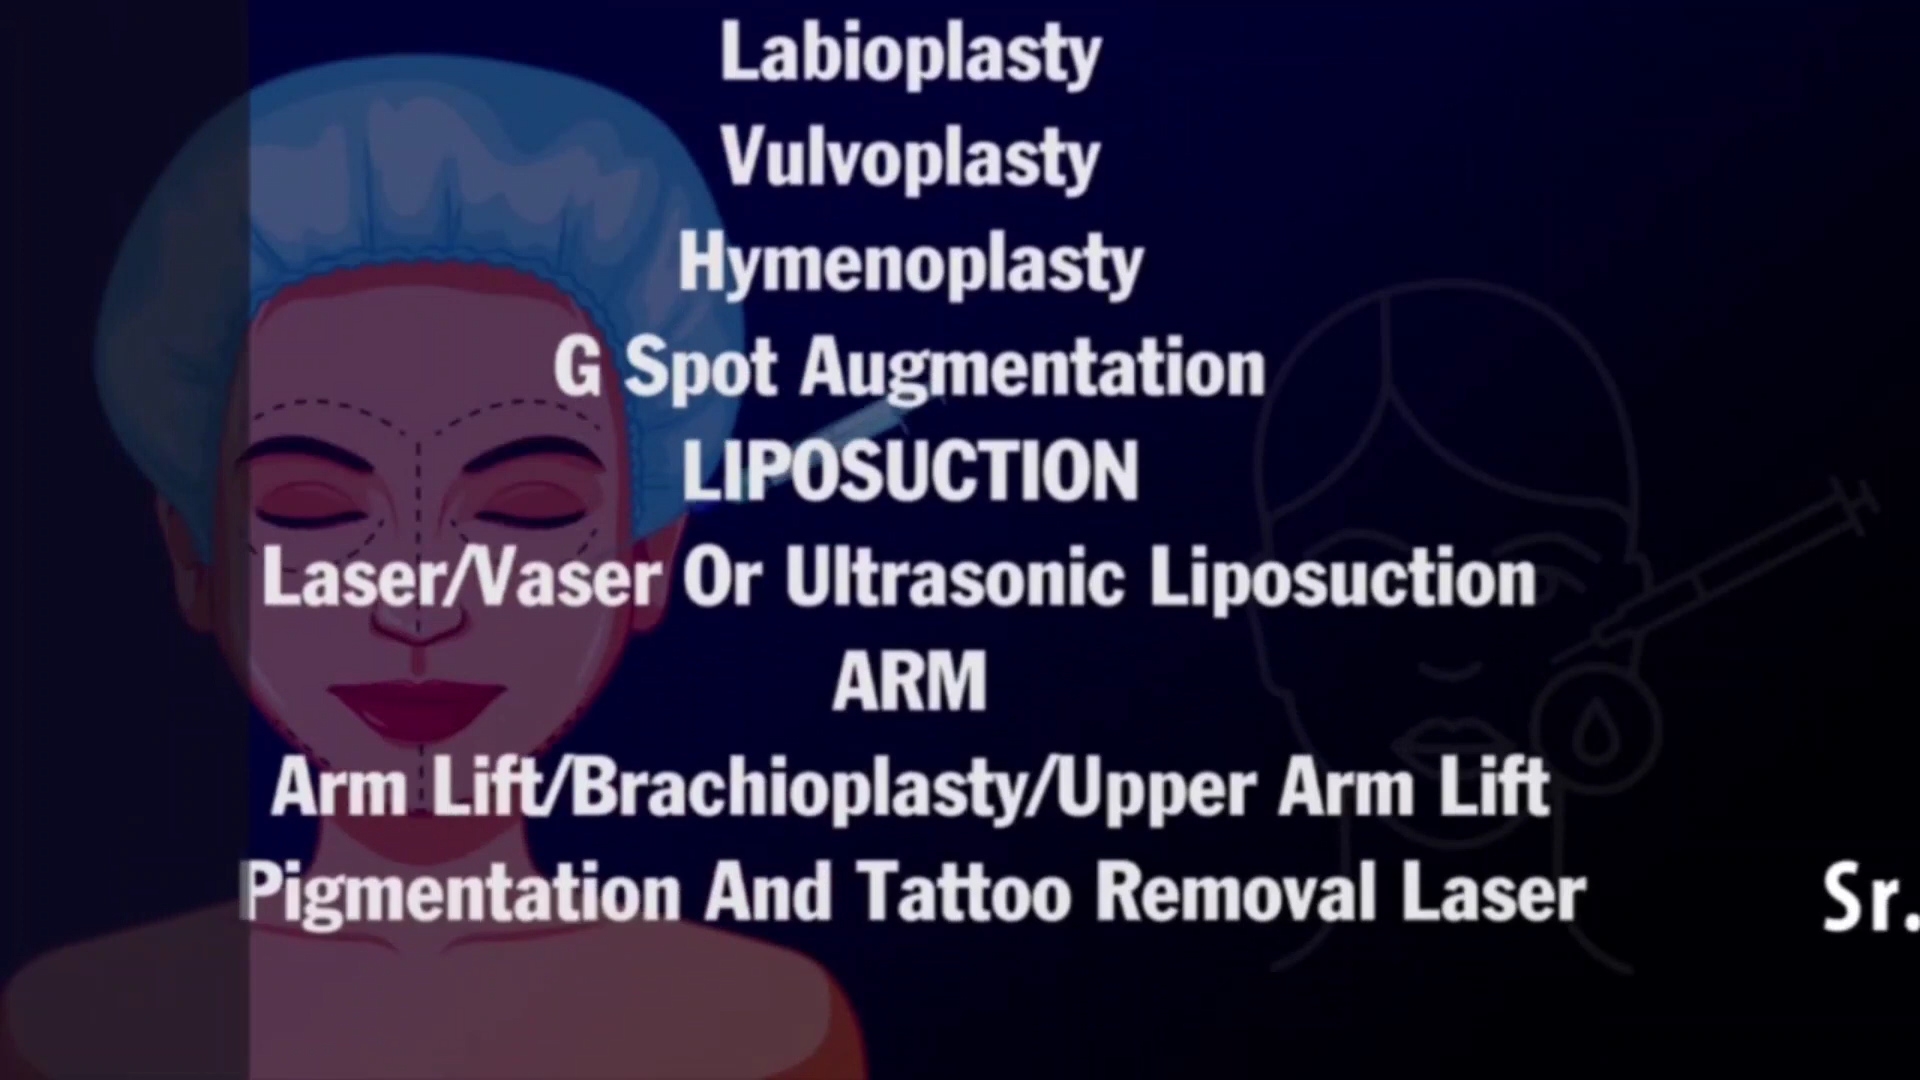 Labioplasty
Vulvoplasty
Hymenoplasty
G Spot Augmentation
LIPOSUCTION
Laser/Vaser Or Ultrasonic Liposuction
ARM
Arm Lift/Brachioplasty/Upper Arm Lift
Pigmentation And Tattoo Removal Laser
Sr.